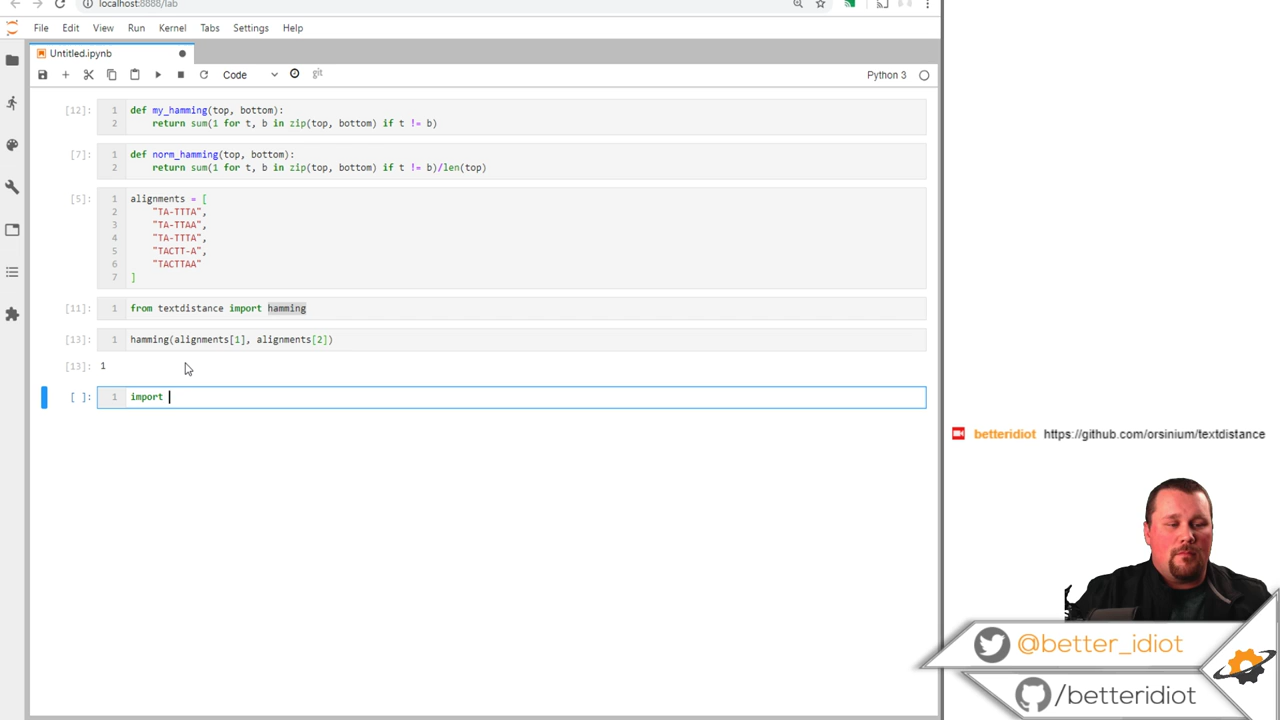 localhost:8888/lab
File Edit View Run Kernel Tabs Settings Help
Untitled.ipynb
Code git Python 3
[12]: 1 def my_hamming(top, bottom):
2 return sum(1 for t, b in zip(top, bottom) if t != b)
[7]: 1 def norm_hamming(top, bottom):
2 return sum(1 for t, b in zip(top, bottom) if t != b)/len(top)
[5]: 1 alignments = [
2 "TA-TTTA",
3 "TA-TTAA",
4 "TA-TTTA",
5 "TACTT-A",
6 "TACTTAA"
7 ]
[11]: 1 from textdistance import hamming
[13]: 1 hamming(alignments[1], alignments[2])
[13]: 1
[ ]: 1 import
betteridiot https://github.com/orsinium/textdistance
@better_idiot
/betteridiot